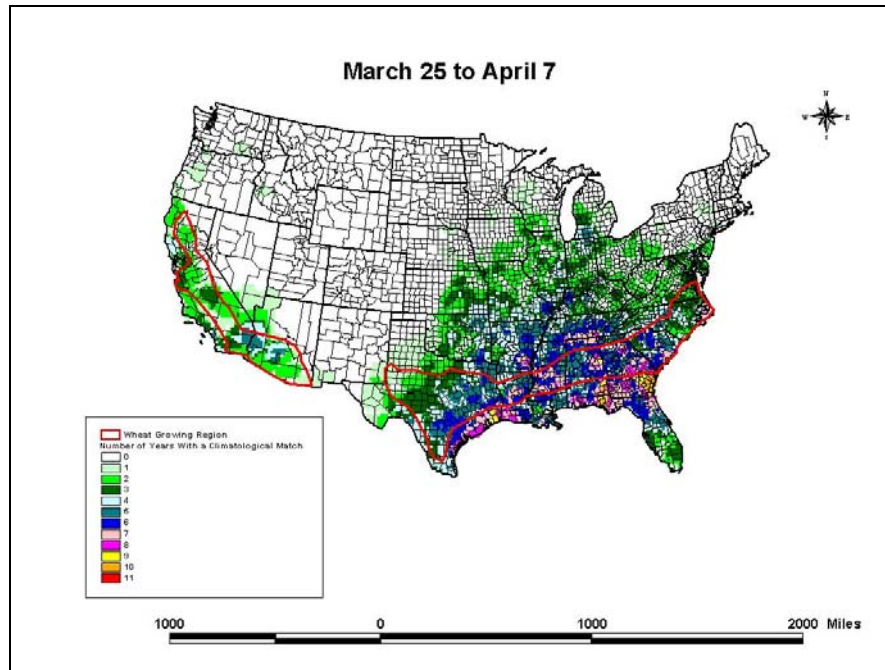 March 25 to April 7
N
W E
S
Wheat Growing Region
Number of Years With a Climatological Match
0
1
2
3
4
5
6
7
8
9
10
11
1000 0 1000 2000 Miles